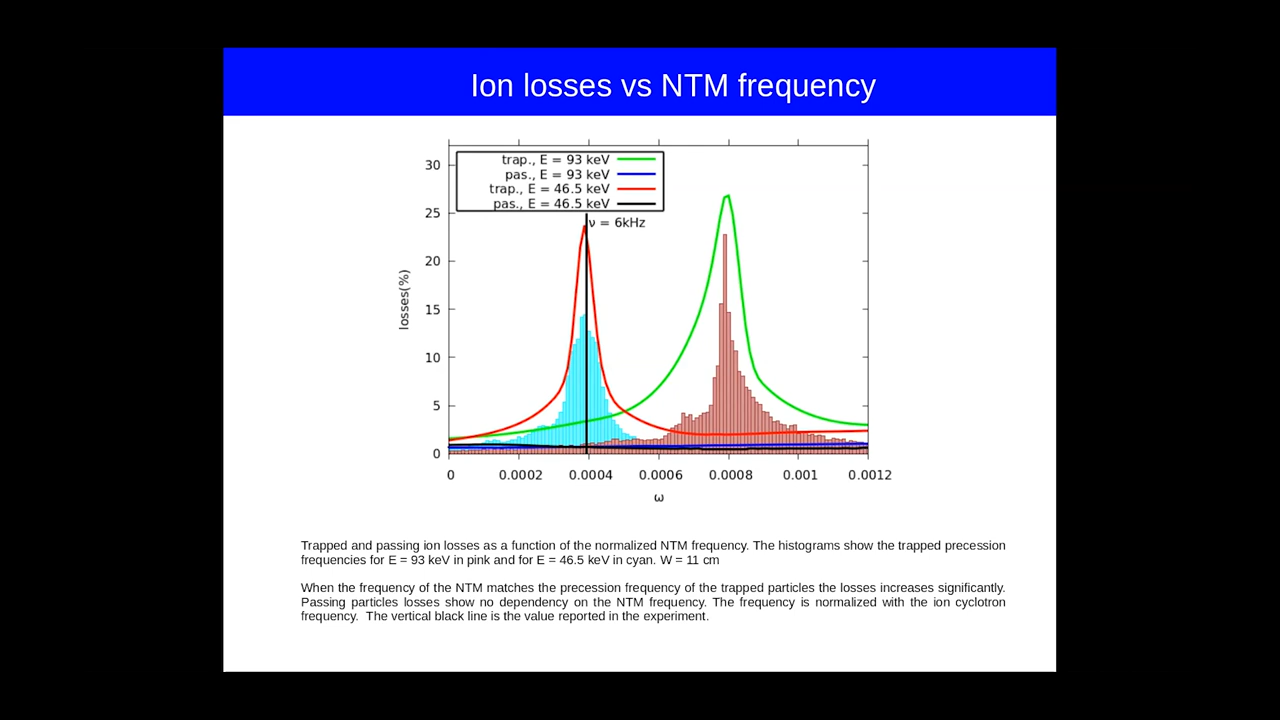 Ion losses vs NTM frequency
trap., E = 93 keV
pas., E = 93 keV
trap., E = 46.5 keV
pas., E = 46.5 keV
ν = 6kHz
30
25
20
15
10
5
0
losses(%)
0 0.0002 0.0004 0.0006 0.0008 0.001 0.0012
ω
Trapped and passing ion losses as a function of the normalized NTM frequency. The histograms show the trapped precession
frequencies for E = 93 keV in pink and for E = 46.5 keV in cyan. W = 11 cm
When the frequency of the NTM matches the precession frequency of the trapped particles the losses increases significantly.
Passing particles losses show no dependency on the NTM frequency. The frequency is normalized with the ion cyclotron
frequency. The vertical black line is the value reported in the experiment.